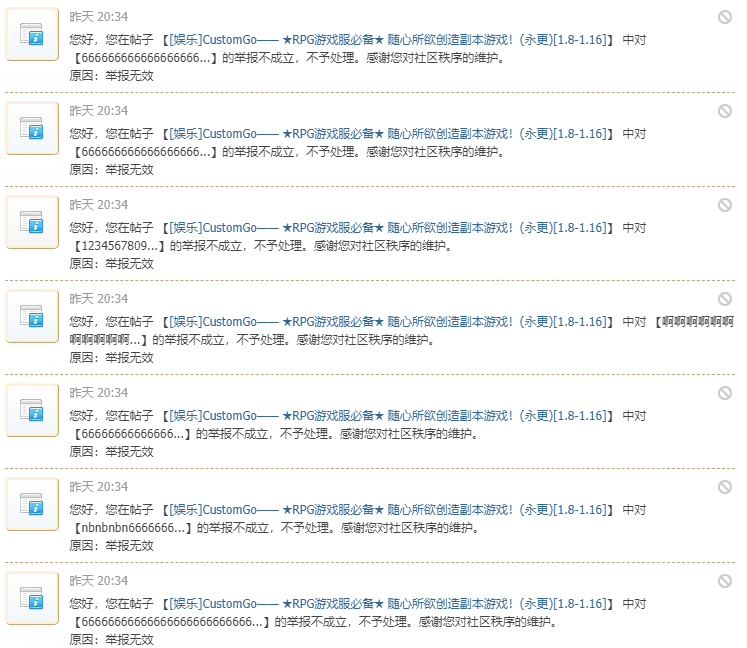 昨天 20:34
您好，您在帖子 【[娱乐]CustomGo—— ★RPG游戏服必备★ 随心所欲创造副本游戏！(永更)[1.8-1.16]】 中对
【666666666666666666...】的举报不成立，不予处理。感谢您对社区秩序的维护。
原因：举报无效
昨天 20:34
您好，您在帖子 【[娱乐]CustomGo—— ★RPG游戏服必备★ 随心所欲创造副本游戏！(永更)[1.8-1.16]】 中对
【666666666666666666...】的举报不成立，不予处理。感谢您对社区秩序的维护。
原因：举报无效
昨天 20:34
您好，您在帖子 【[娱乐]CustomGo—— ★RPG游戏服必备★ 随心所欲创造副本游戏！(永更)[1.8-1.16]】 中对
【1234567809...】的举报不成立，不予处理。感谢您对社区秩序的维护。
原因：举报无效
昨天 20:34
您好，您在帖子 【[娱乐]CustomGo—— ★RPG游戏服必备★ 随心所欲创造副本游戏！(永更)[1.8-1.16]】 中对 【啊啊啊啊啊啊
啊啊啊啊啊...】的举报不成立，不予处理。感谢您对社区秩序的维护。
原因：举报无效
昨天 20:34
您好，您在帖子 【[娱乐]CustomGo—— ★RPG游戏服必备★ 随心所欲创造副本游戏！(永更)[1.8-1.16]】 中对
【66666666666666...】的举报不成立，不予处理。感谢您对社区秩序的维护。
原因：举报无效
昨天 20:34
您好，您在帖子 【[娱乐]CustomGo—— ★RPG游戏服必备★ 随心所欲创造副本游戏！(永更)[1.8-1.16]】 中对
【nbnbnbn6666666...】的举报不成立，不予处理。感谢您对社区秩序的维护。
原因：举报无效
昨天 20:34
您好，您在帖子 【[娱乐]CustomGo—— ★RPG游戏服必备★ 随心所欲创造副本游戏！(永更)[1.8-1.16]】 中对
【66666666666666666666666666...】的举报不成立，不予处理。感谢您对社区秩序的维护。
原因：举报无效